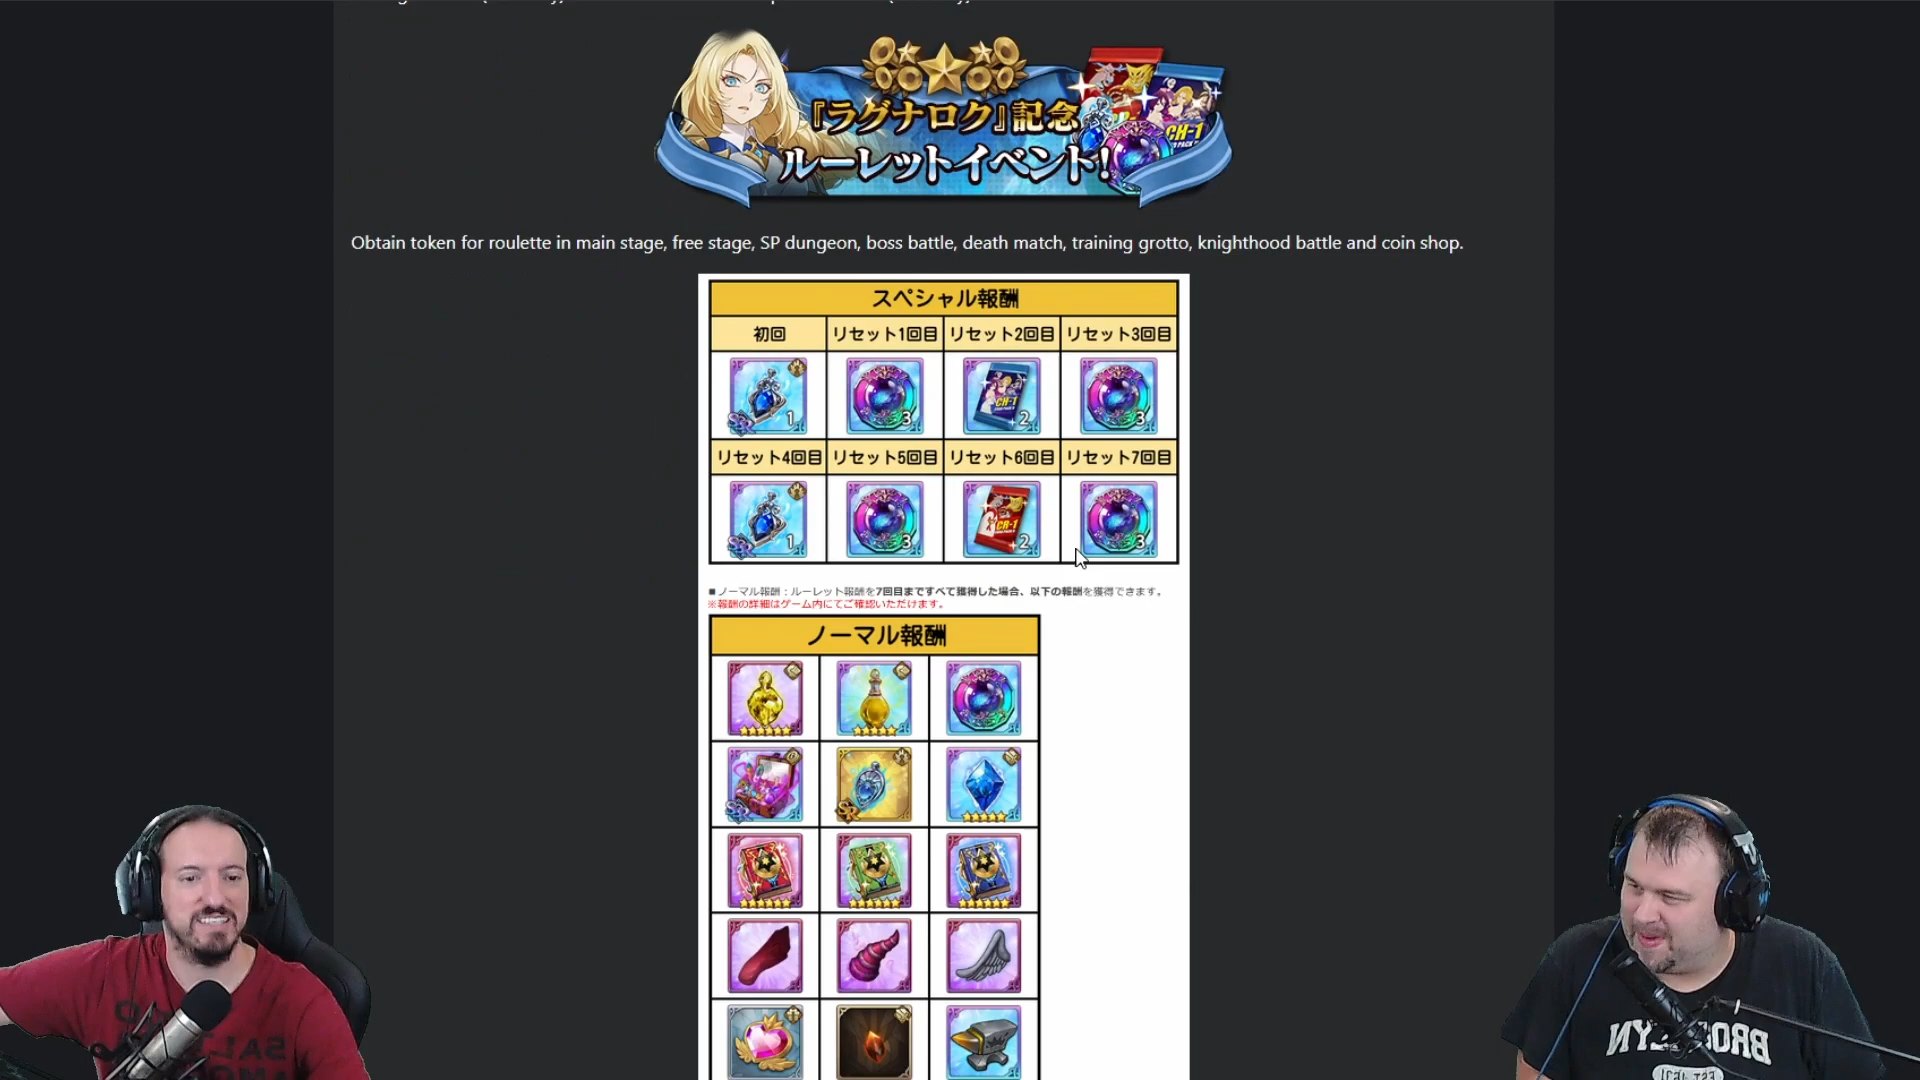 『ラグナロク』記念
CH-1
ルーレットイベント!
Obtain token for roulette in main stage, free stage, SP dungeon, boss battle, death match, training grotto, knighthood battle and coin shop.
スペシャル報酬
初回 リセット1回目 リセット2回目 リセット3回目
SR 1 3 CH-1 2 3
リセット4回目 リセット5回目 リセット6回目 リセット7回目
SR 1 3 CR-1 2 3
■ノーマル報酬：ルーレット報酬を7回目まですべて獲得した場合、以下の報酬を獲得できます。
※報酬の詳細はゲーム内にてご確認いただけます。
ノーマル報酬
SR SR